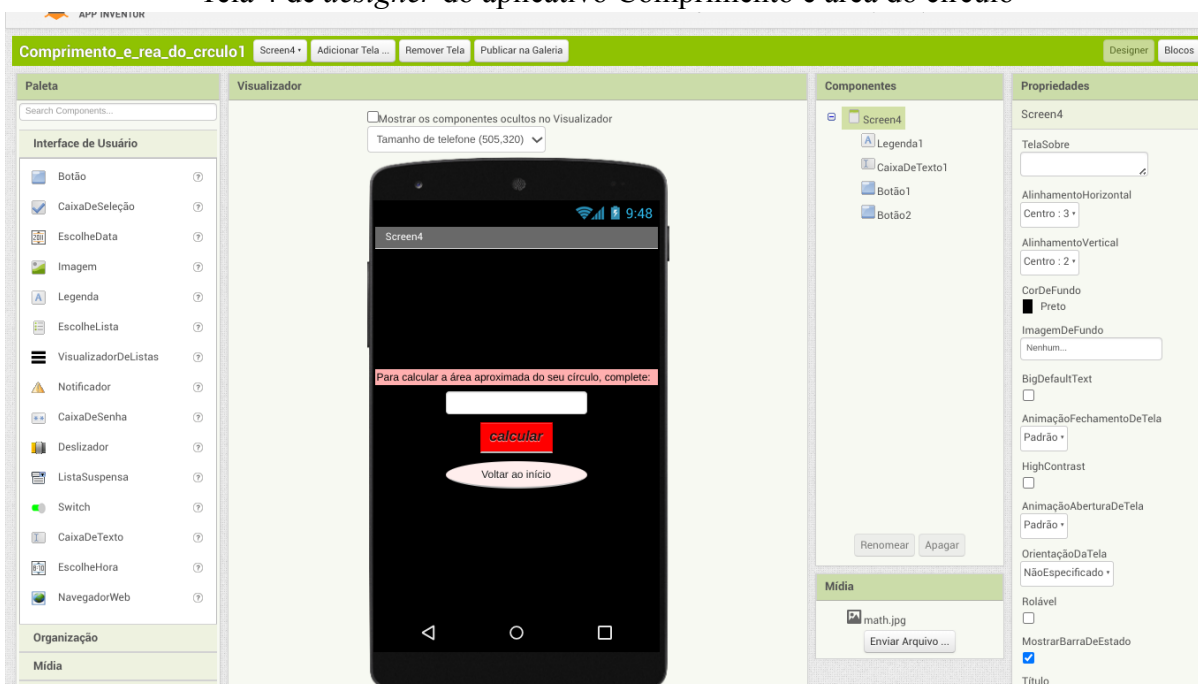 Tela 4 de designer do aplicativo Comprimento e área do círculo
APP INVENTOR
Comprimento_e_rea_do_crculo1 Screen4 Adicionar Tela ... Remover Tela Publicar na Galeria Designer Blocos
Paleta
Search Components...
Interface de Usuário
Botão
CaixaDeSeleção
EscolheData
Imagem
Legenda
EscolheLista
VisualizadorDeListas
Notificador
CaixaDeSenha
Deslizador
ListaSuspensa
Switch
CaixaDeTexto
EscolheHora
NavegadorWeb
Organização
Mídia
Visualizador
Mostrar os componentes ocultos no Visualizador
Tamanho de telefone (505,320)
9:48
Screen4
Para calcular a área aproximada do seu círculo, complete:
calcular
Voltar ao início
Componentes
Screen4
Legenda1
CaixaDeTexto1
Botão1
Botão2
Renomear Apagar
Mídia
math.jpg
Enviar Arquivo ...
Propriedades
Screen4
TelaSobre
AlinhamentoHorizontal
Centro : 3
AlinhamentoVertical
Centro : 2
CorDeFundo
Preto
ImagemDeFundo
Nenhum...
BigDefaultText
AnimaçãoFechamentoDeTela
Padrão
HighContrast
AnimaçãoAberturaDeTela
Padrão
OrientaçãoDaTela
NãoEspecificado
Rolável
MostrarBarraDeEstado
Título